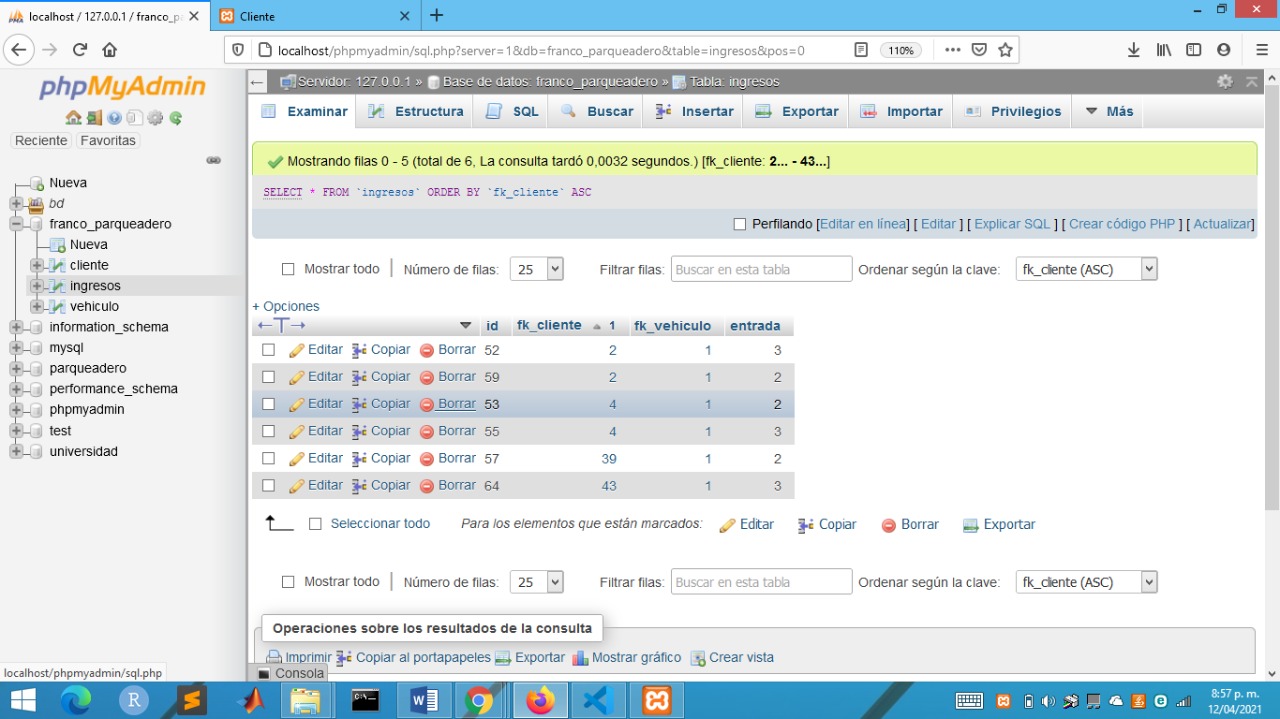 localhost / 127.0.0.1 / franco_p
Cliente
localhost/phpmyadmin/sql.php?server=1&db=franco_parqueadero&table=ingresos&pos=0
110%
phpMyAdmin
Reciente Favoritas
Nueva
bd
franco_parqueadero
Nueva
cliente
ingresos
vehiculo
information_schema
mysql
parqueadero
performance_schema
phpmyadmin
test
universidad
localhost/phpmyadmin/sql.php
Servidor: 127.0.0.1 » Base de datos: franco_parqueadero » Tabla: ingresos
Examinar Estructura SQL Buscar Insertar Exportar Importar Privilegios Más
Mostrando filas 0 - 5 (total de 6, La consulta tardó 0,0032 segundos.) [fk_cliente: 2... - 43...]
SELECT * FROM `ingresos` ORDER BY `fk_cliente` ASC
Perfilando [Editar en línea] [ Editar ] [ Explicar SQL ] [ Crear código PHP ] [ Actualizar]
Mostrar todo Número de filas: 25 Filtrar filas: Buscar en esta tabla Ordenar según la clave: fk_cliente (ASC)
+ Opciones
id fk_cliente 1 fk_vehiculo entrada
Editar Copiar Borrar 52 2 1 3
Editar Copiar Borrar 59 2 1 2
Editar Copiar Borrar 53 4 1 2
Editar Copiar Borrar 55 4 1 3
Editar Copiar Borrar 57 39 1 2
Editar Copiar Borrar 64 43 1 3
Seleccionar todo Para los elementos que están marcados: Editar Copiar Borrar Exportar
Mostrar todo Número de filas: 25 Filtrar filas: Buscar en esta tabla Ordenar según la clave: fk_cliente (ASC)
Operaciones sobre los resultados de la consulta
Imprimir Copiar al portapapeles Exportar Mostrar gráfico Crear vista
Consola
8:57 p. m.
12/04/2021